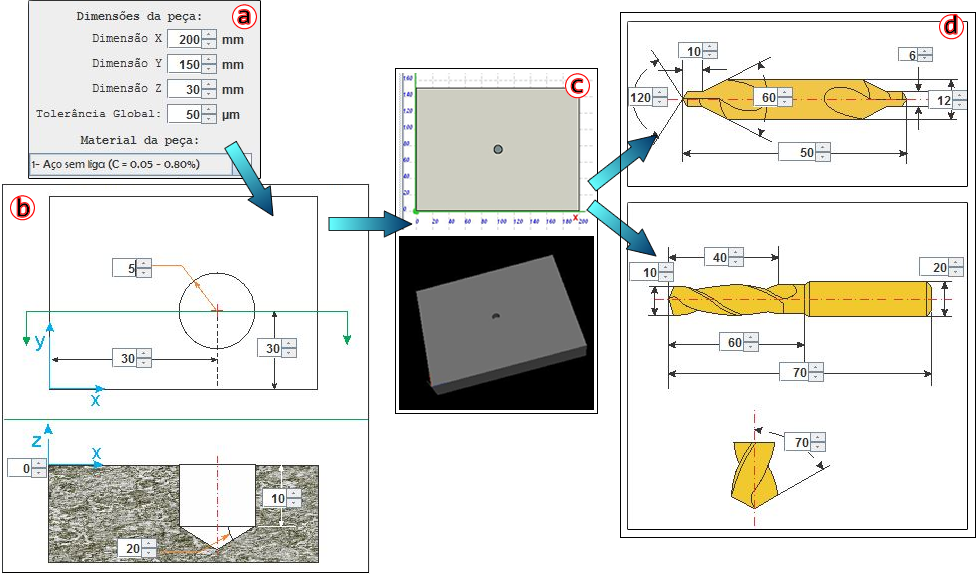 a
Dimensões da peça:
Dimensão X 200 mm
Dimensão Y 150 mm
Dimensão Z 30 mm
Tolerância Global: 50 µm
Material da peça:
1- Aço sem liga (C = 0.05 - 0.80%)
b
5
30
30
y
x
z
x
0
10
20
c
160
140
120
100
80
60
40
20
0
x
0 20 40 60 80 100 120 140 160 180 200
d
10
6
120
60
12
50
40
10
20
60
70
70